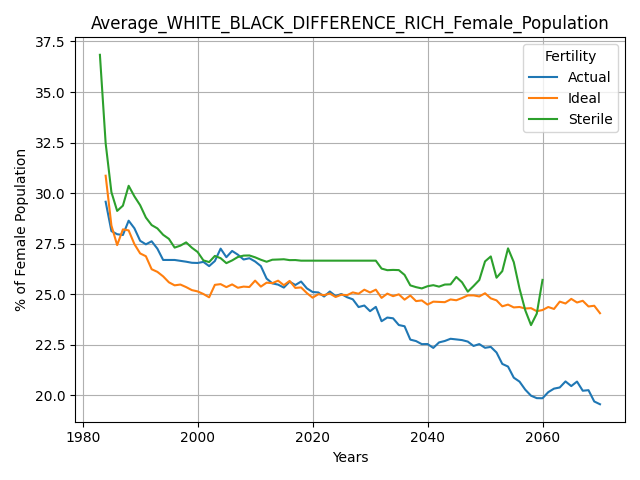 Average_WHITE_BLACK_DIFFERENCE_RICH_Female_Population
37.5
35.0
32.5
30.0
27.5
25.0
22.5
20.0
% of Female Population
Fertility
Actual
Ideal
Sterile
1980
2000
2020
2040
2060
Years